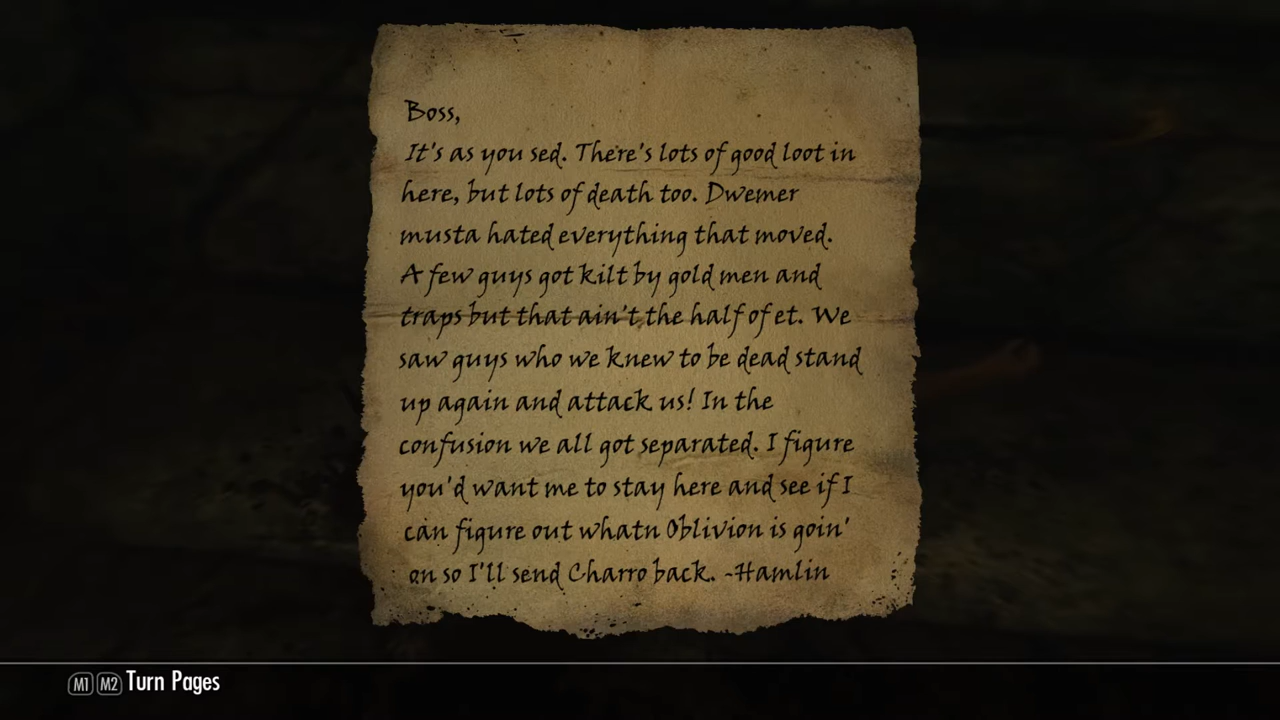 Boss,
It's as you sed. There's lots of good loot in
here, but lots of death too. Dwemer
musta hated everything that moved.
A few guys got kilt by gold men and
traps but that ain't the half of et. We
saw guys who we knew to be dead stand
up again and attack us! In the
confusion we all got separated. I figure
you'd want me to stay here and see if I
can figure out whatn Oblivion is goin'
on so I'll send Charro back. -Hamlin
M1 M2 Turn Pages